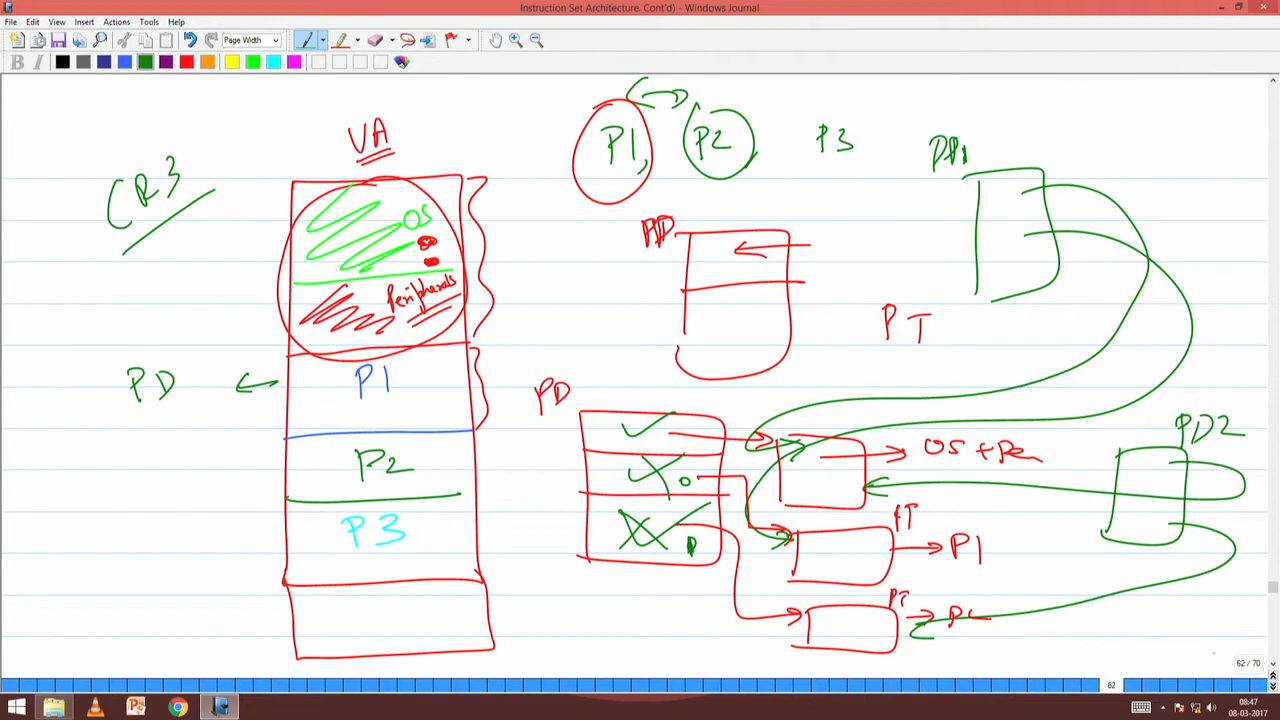 Instruction Set Architecture. Cont'd) - Windows Journal
File Edit View Insert Actions Tools Help
Page Width
B I
CR3
VA
P1, P2 P3
OS
Peripherals
PT
PD
P1
PD
P2
P3
PD2
OS + Per
PT
P1
PT
62 / 70
62
08:47
08-03-2017